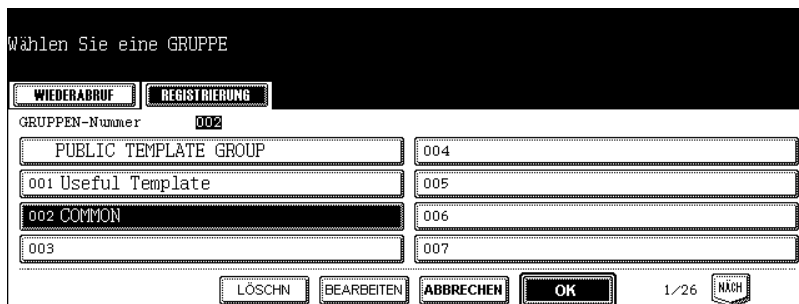 Wählen Sie eine GRUPPE
WIEDERABRUF REGISTRIERUNG
GRUPPEN-Nummer 002
PUBLIC TEMPLATE GROUP
001 Useful Template
002 COMMON
003
004
005
006
007
LÖSCHN BEARBEITEN ABBRECHEN OK 1/26 NÄCH